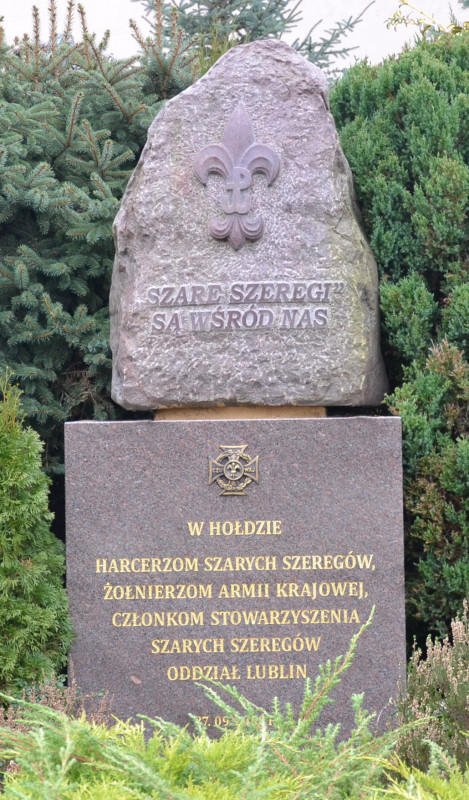 SZARE SZEREGI"
SĄ WŚRÓD NAS
W HOŁDZIE
HARCERZOM SZARYCH SZEREGÓW,
ŻOŁNIERZOM ARMII KRAJOWEJ,
CZŁONKOM STOWARZYSZENIA
SZARYCH SZEREGÓW
ODDZIAŁ LUBLIN